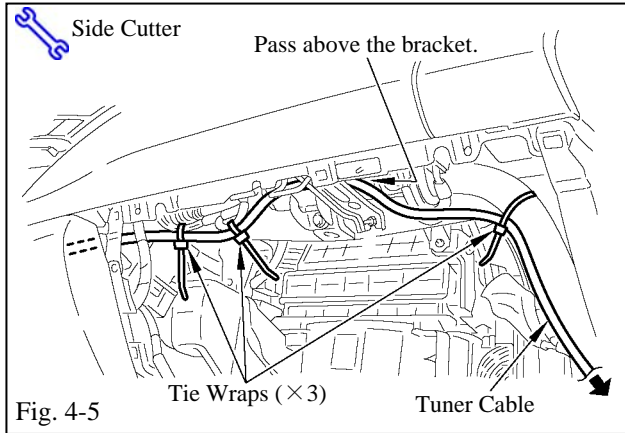 Side Cutter
Pass above the bracket.
Tie Wraps (×3)
Tuner Cable
Fig. 4-5